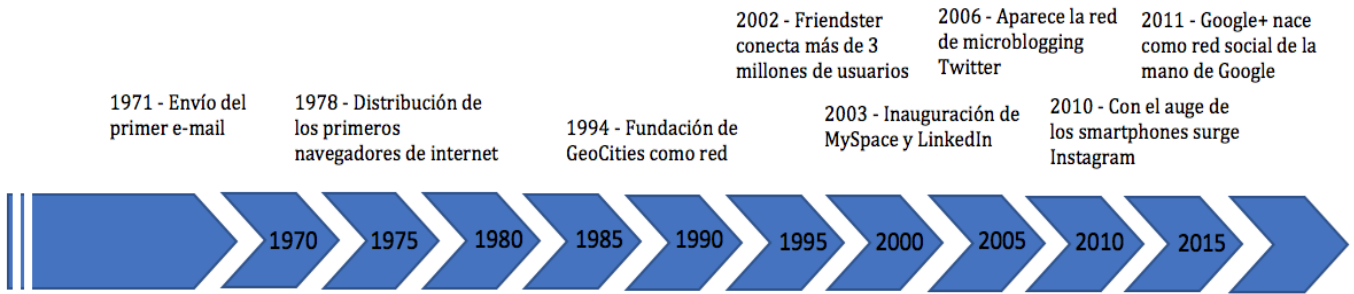 1971 - Envío del
primer e-mail
1978 - Distribución de
los primeros
navegadores de internet
1994 - Fundación de
GeoCities como red
2002 - Friendster
conecta más de 3
millones de usuarios
2003 - Inauguración de
MySpace y LinkedIn
2006 - Aparece la red
de microblogging
Twitter
2010 - Con el auge de
los smartphones surge
Instagram
2011 - Google+ nace
como red social de la
mano de Google
1970
1975
1980
1985
1990
1995
2000
2005
2010
2015